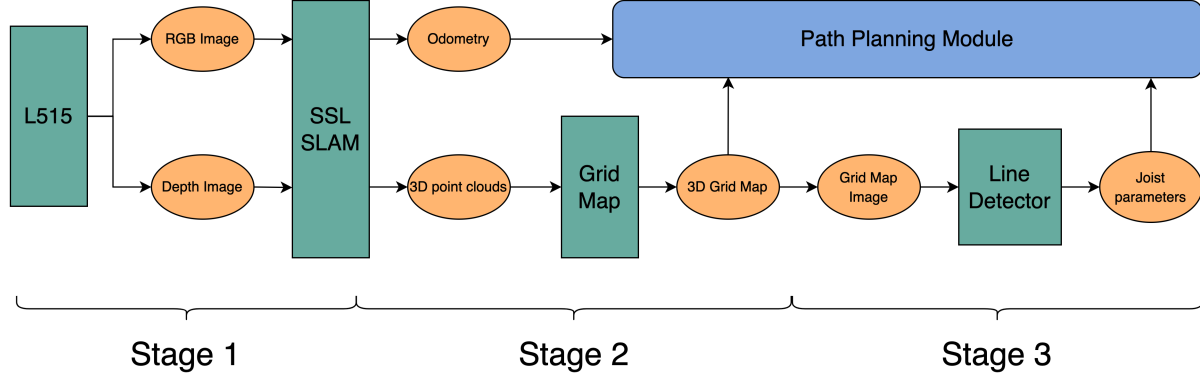 L515
RGB Image
Depth Image
SSL
SLAM
Odometry
3D point clouds
Grid
Map
3D Grid Map
Path Planning Module
Grid Map
Image
Line
Detector
Joist
parameters
Stage 1
Stage 2
Stage 3